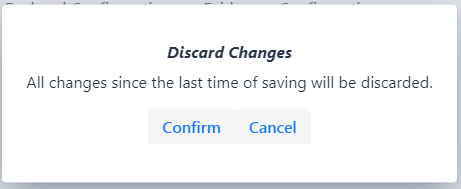 Discard Changes
All changes since the last time of saving will be discarded.
Confirm Cancel